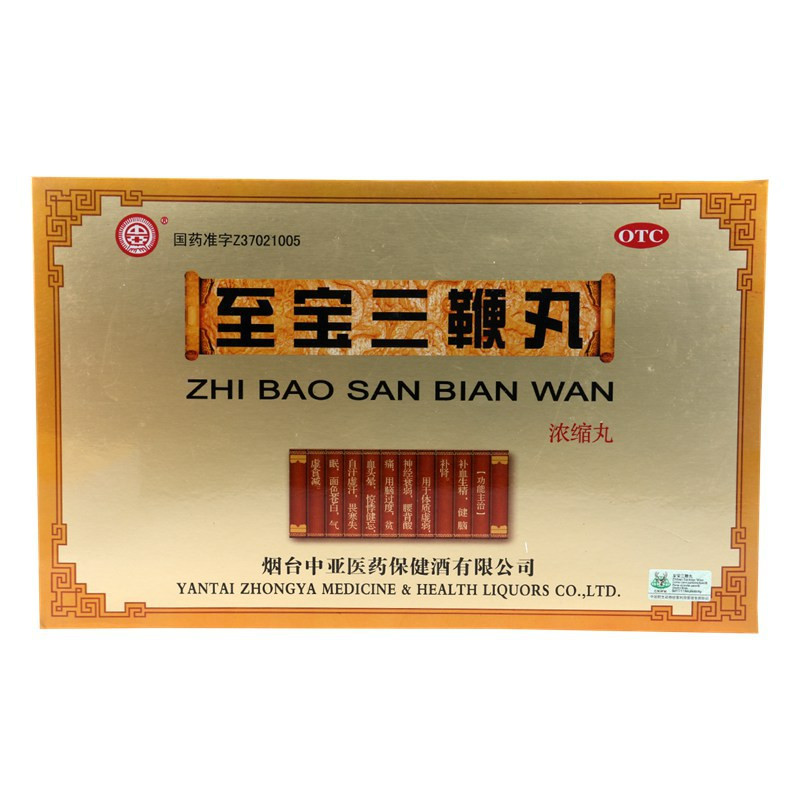 国药准字Z37021005
OTC
至宝三鞭丸
ZHI BAO SAN BIAN WAN
浓缩丸
【功能主治】
补血生精，健脑
补肾。
用于体质虚弱，
神经衰弱，腰背酸
痛，用脑过度，贫
血头晕，惊悸健忘，
自汗虚汗，畏寒失
眠，面色苍白，气
虚食减。
烟台中亚医药保健酒有限公司
YANTAI ZHONGYA MEDICINE & HEALTH LIQUORS CO.,LTD.